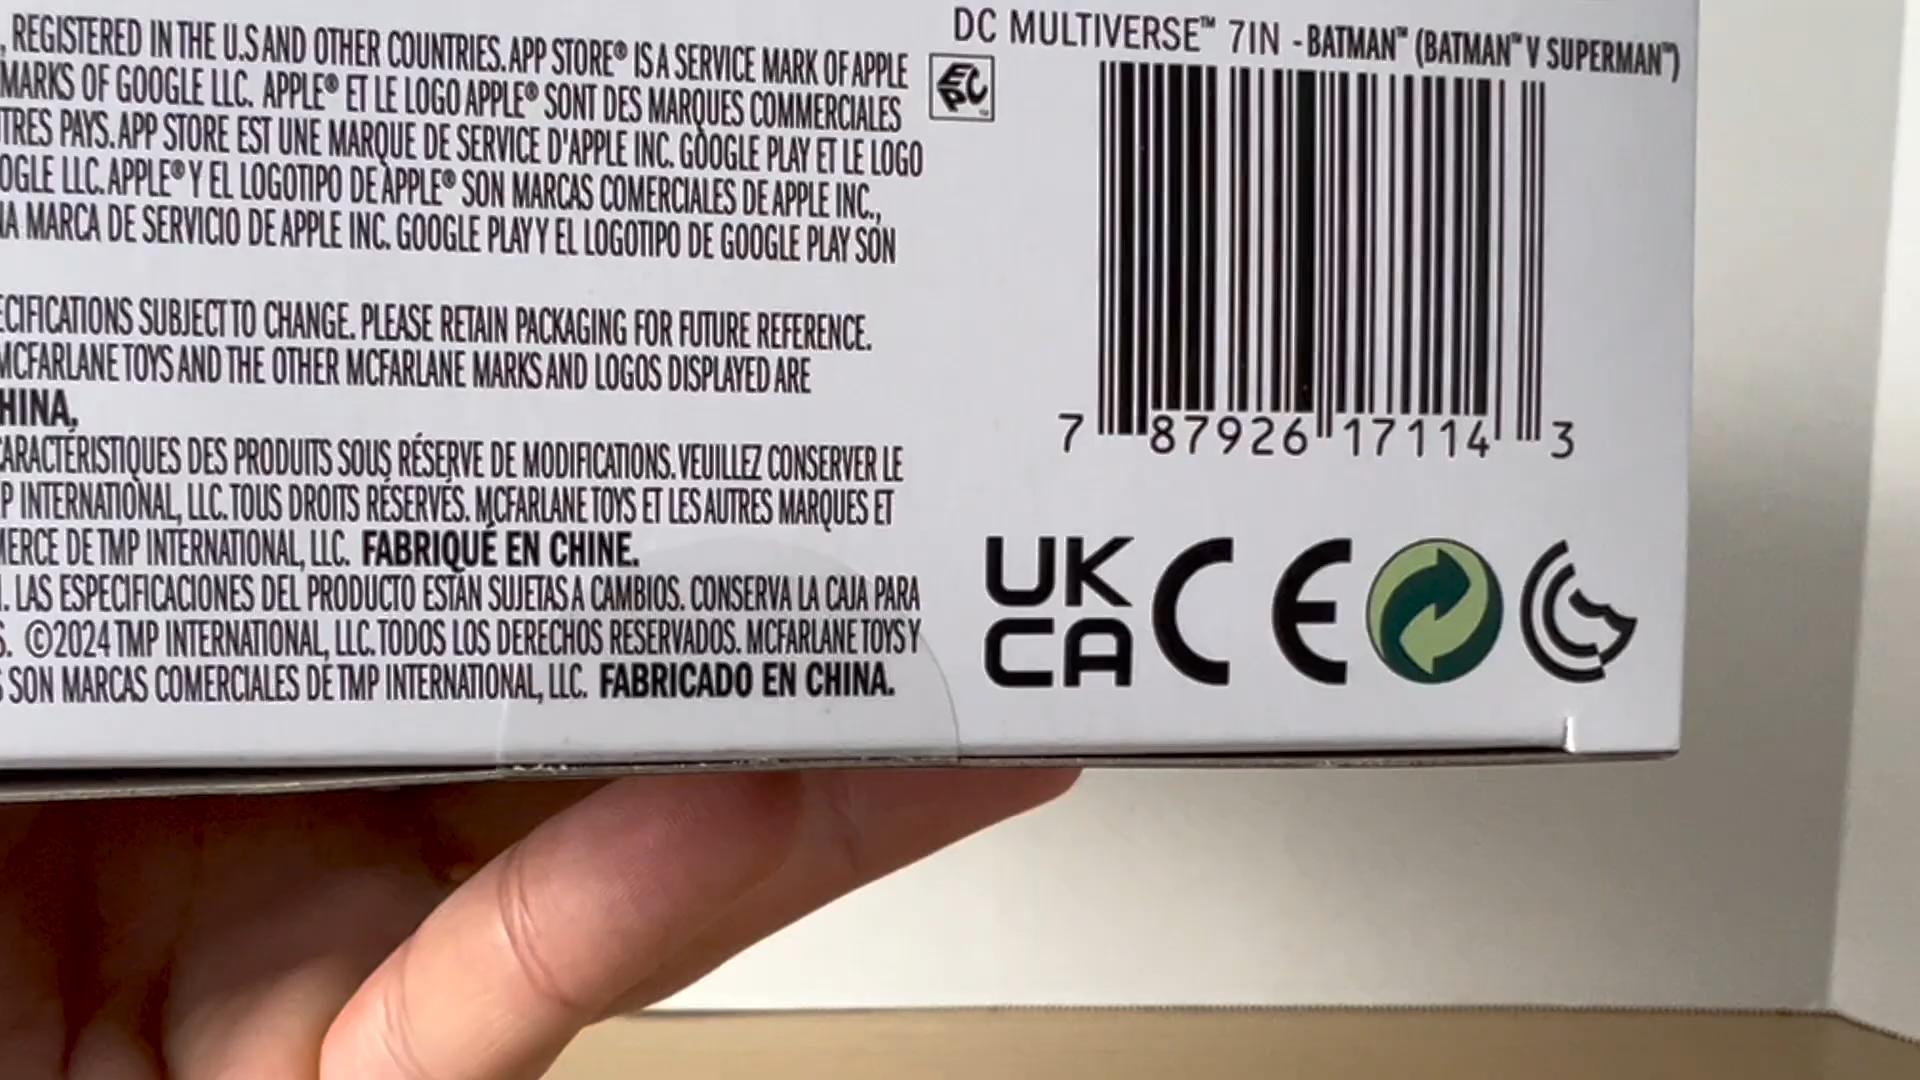 , REGISTERED IN THE U.S AND OTHER COUNTRIES. APP STORE® IS A SERVICE MARK OF APPLE
MARKS OF GOOGLE LLC. APPLE® ET LE LOGO APPLE® SONT DES MARQUES COMMERCIALES
TRES PAYS. APP STORE EST UNE MARQUE DE SERVICE D'APPLE INC. GOOGLE PLAY ET LE LOGO
OGLE LLC. APPLE® Y EL LOGOTIPO DE APPLE® SON MARCAS COMERCIALES DE APPLE INC.,
NA MARCA DE SERVICIO DE APPLE INC. GOOGLE PLAY Y EL LOGOTIPO DE GOOGLE PLAY SON
ECIFICATIONS SUBJECT TO CHANGE. PLEASE RETAIN PACKAGING FOR FUTURE REFERENCE.
MCFARLANE TOYS AND THE OTHER MCFARLANE MARKS AND LOGOS DISPLAYED ARE
HINA,
CARACTÉRISTIQUES DES PRODUITS SOUS RÉSERVE DE MODIFICATIONS. VEUILLEZ CONSERVER LE
P INTERNATIONAL, LLC. TOUS DROITS RÉSERVÉS. MCFARLANE TOYS ET LES AUTRES MARQUES ET
MERCE DE TMP INTERNATIONAL, LLC. FABRIQUÉ EN CHINE.
. LAS ESPECIFICACIONES DEL PRODUCTO ESTÁN SUJETAS A CAMBIOS. CONSERVA LA CAJA PARA
S. ©2024 TMP INTERNATIONAL, LLC. TODOS LOS DERECHOS RESERVADOS. MCFARLANE TOYS Y
S SON MARCAS COMERCIALES DE TMP INTERNATIONAL, LLC. FABRICADO EN CHINA.
DC MULTIVERSE™ 7IN - BATMAN™ (BATMAN™ V SUPERMAN™)
EPC™
7 87926 17114 3
UK
CA
CE